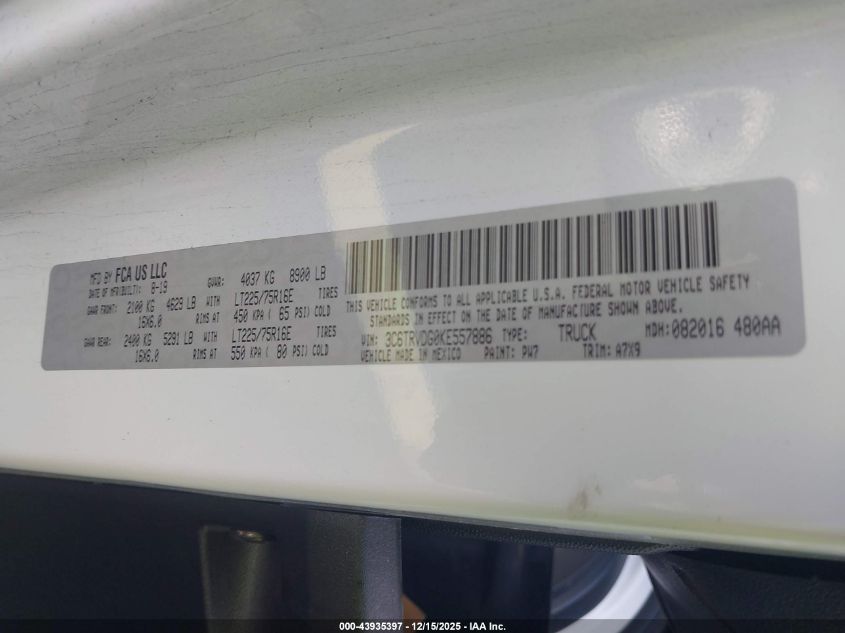 MFD BY FCA US LLC
DATE OF MFR(BUILT): 8-19 GVWR: 4037 KG 8900 LB
GAWR FRONT: 2100 KG 4629 LB WITH LT225/75R16E TIRES
16X6.0 RIMS AT 450 KPA ( 65 PSI) COLD
GAWR REAR: 2400 KG 5291 LB WITH LT225/75R16E TIRES
16X6.0 RIMS AT 550 KPA ( 80 PSI) COLD
THIS VEHICLE CONFORMS TO ALL APPLICABLE U.S.A. FEDERAL MOTOR VEHICLE SAFETY
STANDARDS IN EFFECT ON THE DATE OF MANUFACTURE SHOWN ABOVE.
VIN: 3C6TRVDG0KE557886 TYPE: TRUCK MDH: 082016 480AA
VEHICLE MADE IN MEXICO PAINT: PW7 TRIM: A7X9
000-43935397 - 12/15/2025 - IAA Inc.